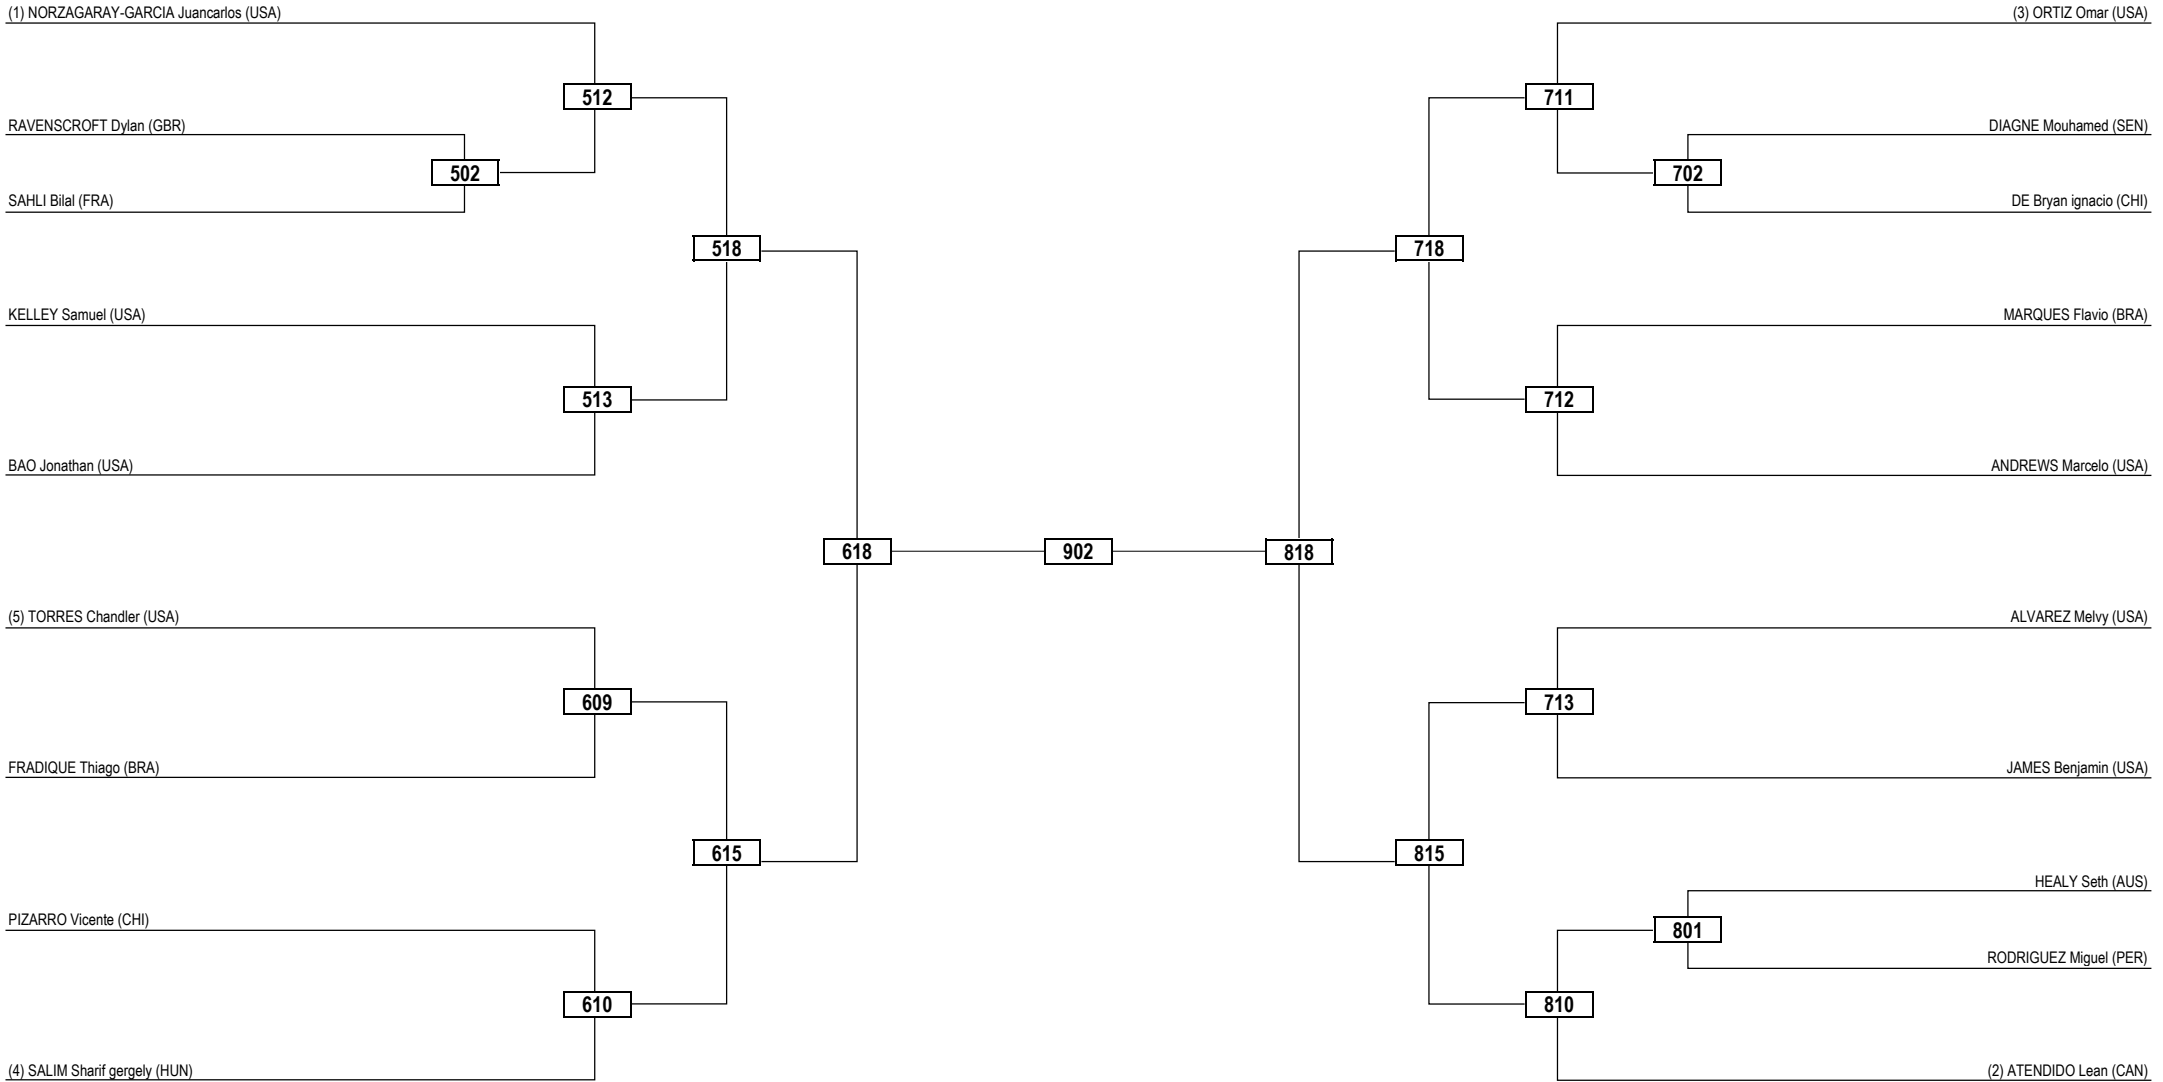 (1) NORZAGARAY-GARCIA Juancarlos (USA)
(3) ORTIZ Omar (USA)
512
711
RAVENSCROFT Dylan (GBR)
DIAGNE Mouhamed (SEN)
502
702
SAHLI Bilal (FRA)
DE Bryan ignacio (CHI)
518
718
KELLEY Samuel (USA)
MARQUES Flavio (BRA)
513
712
BAO Jonathan (USA)
ANDREWS Marcelo (USA)
618
902
818
(5) TORRES Chandler (USA)
ALVAREZ Melvy (USA)
609
713
FRADIQUE Thiago (BRA)
JAMES Benjamin (USA)
615
815
HEALY Seth (AUS)
PIZARRO Vicente (CHI)
801
RODRIGUEZ Miguel (PER)
610
810
(4) SALIM Sharif gergely (HUN)
(2) ATENDIDO Lean (CAN)